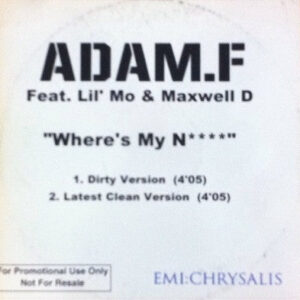 ADAM.F
Feat. Lil' Mo & Maxwell D
"Where's My N****"
1. Dirty Version (4'05)
2. Latest Clean Version (4'05)
For Promotional Use Only
Not For Resale
EMI:CHRYSALIS